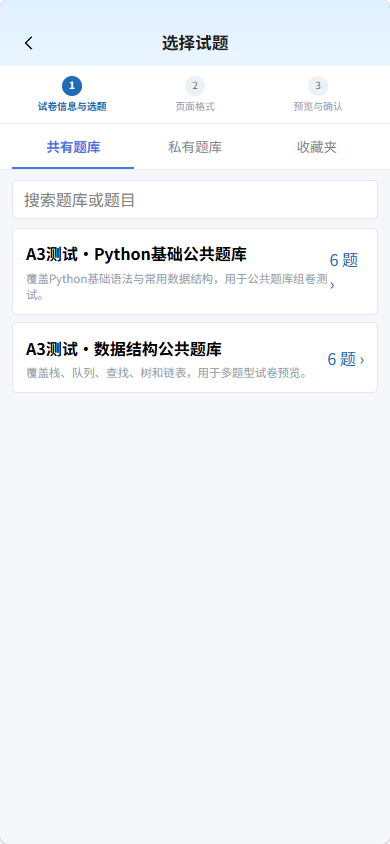 选择试题
1
2
3
试卷信息与选题
页面格式
预览与确认
共有题库
私有题库
收藏夹
搜索题库或题目
A3测试·Python基础公共题库
覆盖Python基础语法与常用数据结构，用于公共题库组卷测
试。
6 题
›
A3测试·数据结构公共题库
覆盖栈、队列、查找、树和链表，用于多题型试卷预览。
6 题 ›